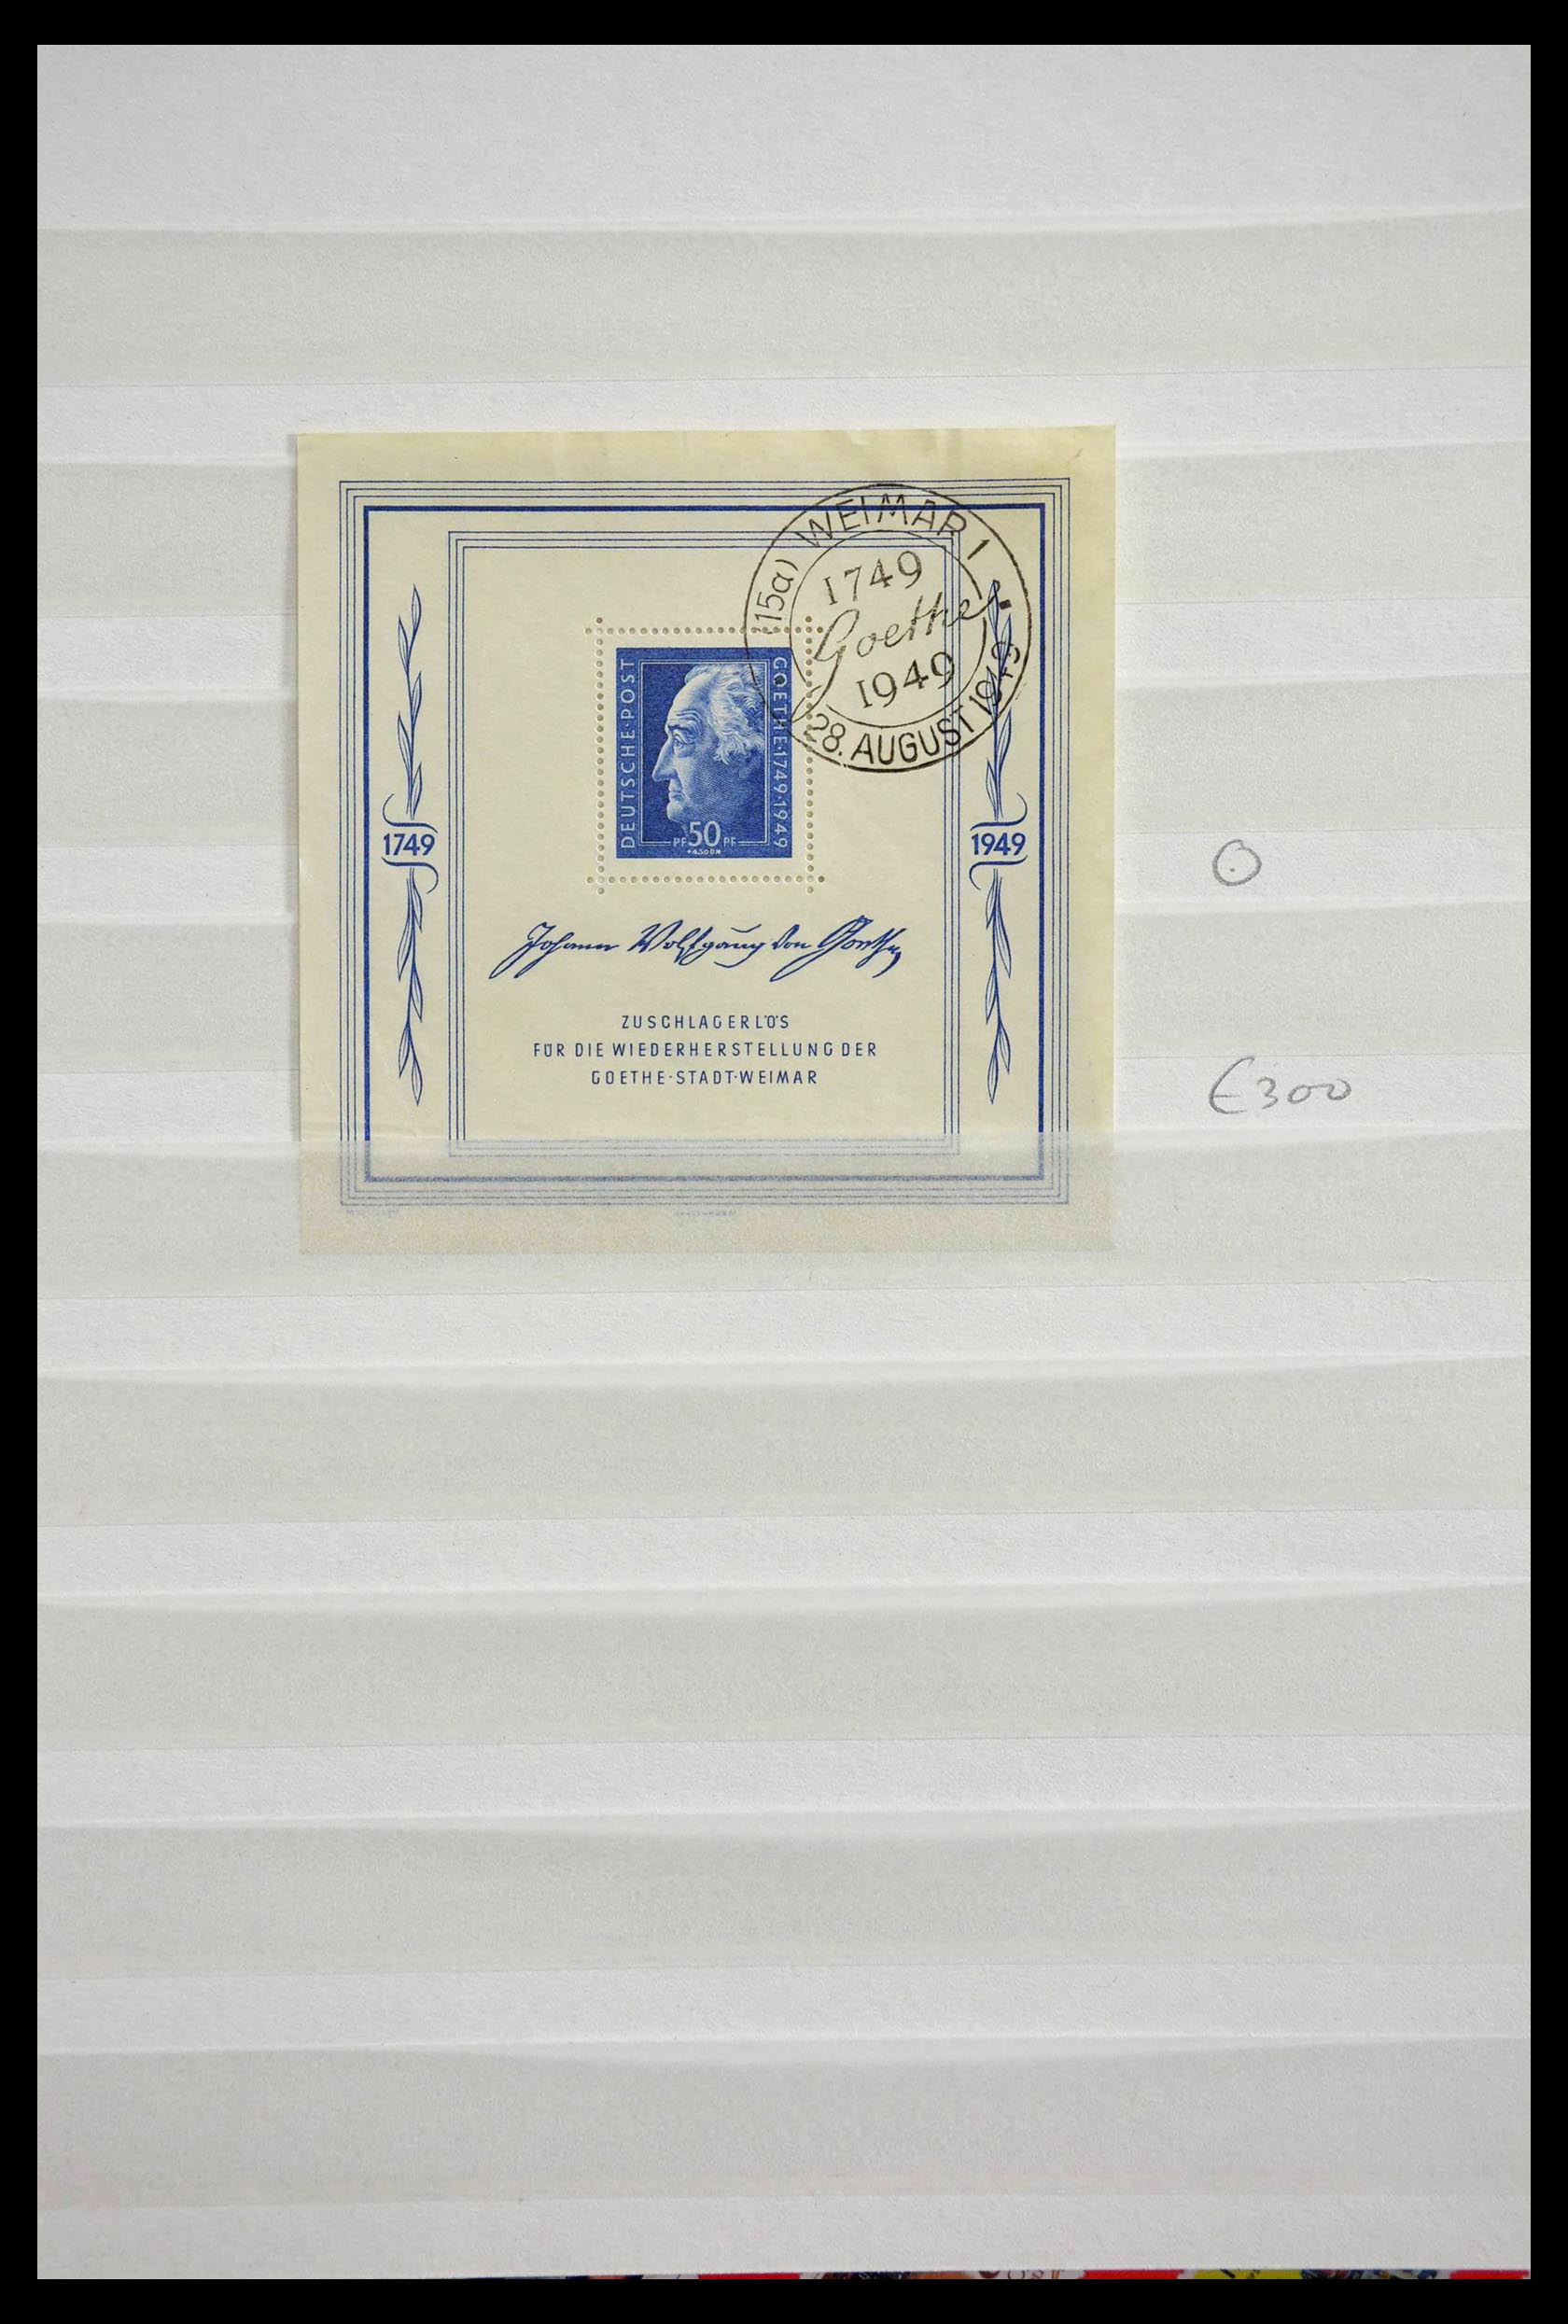 (15a) WEIMAR 1
1749
Goethe
1949
28. AUGUST 1949
DEUTSCHE·POST
GOETHE·1749·1949
PF 50 PF
+4.50 DM
1749
1949
Johann Wolfgang von Goethe
ZUSCHLAGERLÖS
FÜR DIE WIEDERHERSTELLUNG DER
GOETHE·STADT·WEIMAR
€300